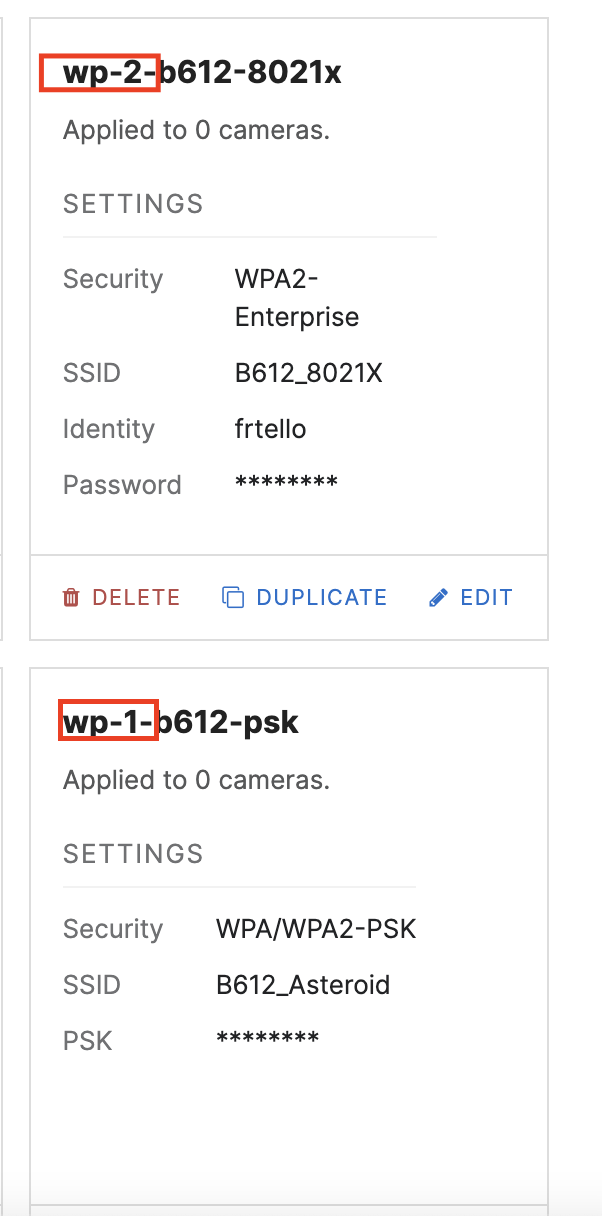 wp-2-b612-8021x
Applied to 0 cameras.
SETTINGS
Security WPA2-
Enterprise
SSID B612_8021X
Identity frtello
Password ********
DELETE DUPLICATE EDIT
wp-1-b612-psk
Applied to 0 cameras.
SETTINGS
Security WPA/WPA2-PSK
SSID B612_Asteroid
PSK ********